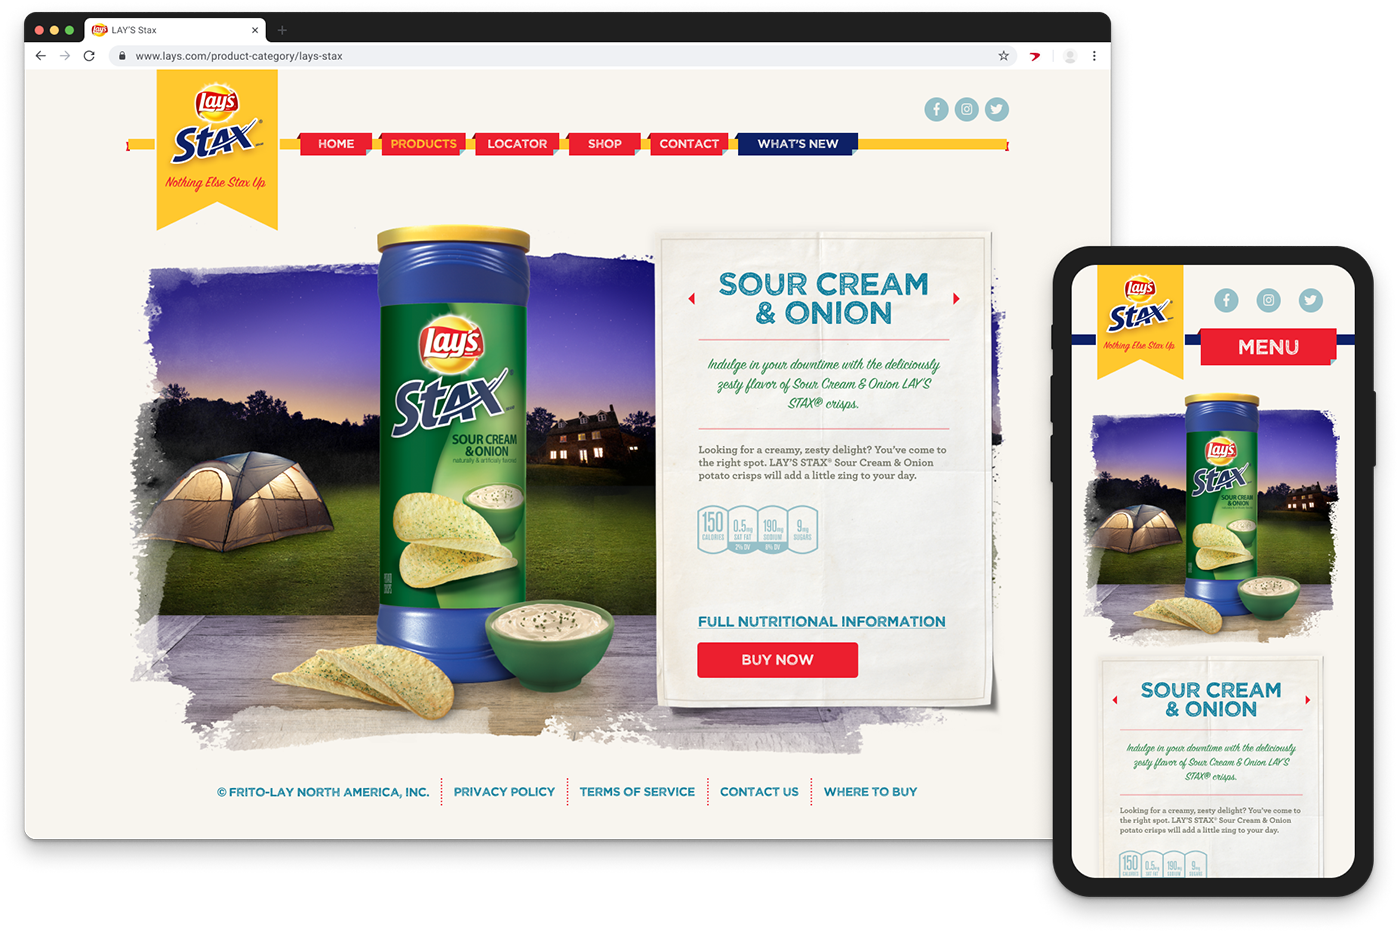 LAY'S Stax
www.lays.com/product-category/lays-stax
Lay's
STAX
Nothing Else Stax Up
HOME
PRODUCTS
LOCATOR
SHOP
CONTACT
WHAT'S NEW
Lay's
STAX
SOUR CREAM
& ONION
naturally & artificially flavored
SOUR CREAM
& ONION
Indulge in your downtime with the deliciously
zesty flavor of Sour Cream & Onion LAY'S
STAX® crisps.
Looking for a creamy, zesty delight? You've come to
the right spot. LAY'S STAX® Sour Cream & Onion
potato crisps will add a little zing to your day.
150 CALORIES
0.5mg SAT FAT 2% DV
190mg SODIUM 8% DV
9mg SUGARS
FULL NUTRITIONAL INFORMATION
BUY NOW
© FRITO-LAY NORTH AMERICA, INC.
PRIVACY POLICY
TERMS OF SERVICE
CONTACT US
WHERE TO BUY
Lay's
STAX
Nothing Else Stax Up
MENU
Lay's
STAX
SOUR CREAM
& ONION
SOUR CREAM
& ONION
Indulge in your downtime with the deliciously
zesty flavor of Sour Cream & Onion LAY'S
STAX® crisps.
Looking for a creamy, zesty delight? You've come to
the right spot. LAY'S STAX® Sour Cream & Onion
potato crisps will add a little zing to your day.
150 CALORIES
0.5mg SAT FAT
190mg SODIUM
9mg SUGARS